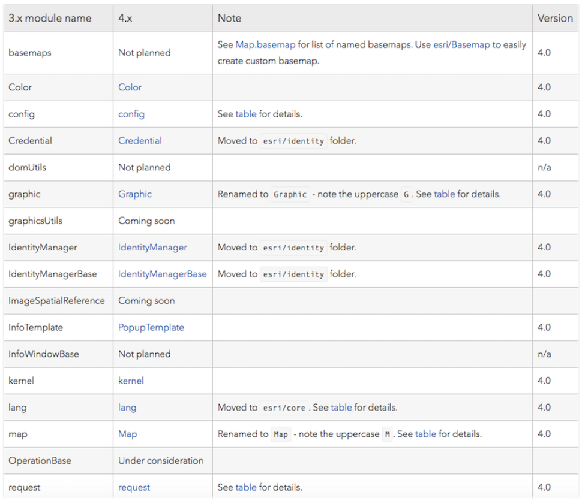 3.x module name 4.x Note Version
basemaps Not planned See Map.basemap for list of named basemaps. Use esri/Basemap to easily create custom basemap. 4.0
Color Color 4.0
config config See table for details. 4.0
Credential Credential Moved to esri/identity folder. 4.0
domUtils Not planned n/a
graphic Graphic Renamed to Graphic - note the uppercase G . See table for details. 4.0
graphicsUtils Coming soon
IdentityManager IdentityManager Moved to esri/identity folder. 4.0
IdentityManagerBase IdentityManagerBase Moved to esri/identity folder. 4.0
ImageSpatialReference Coming soon
InfoTemplate PopupTemplate 4.0
InfoWindowBase Not planned n/a
kernel kernel 4.0
lang lang Moved to esri/core . See table for details. 4.0
map Map Renamed to Map - note the uppercase M . See table for details. 4.0
OperationBase Under consideration
request request See table for details. 4.0